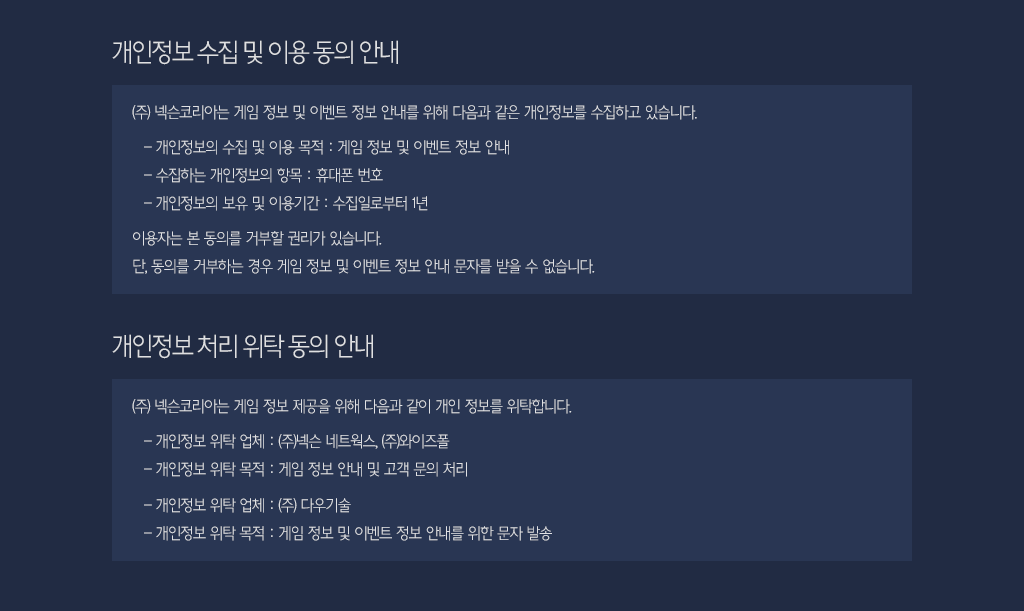 개인정보 수집 및 이용 동의 안내
(주) 넥슨코리아는 게임 정보 및 이벤트 정보 안내를 위해 다음과 같은 개인정보를 수집하고 있습니다.
– 개인정보의 수집 및 이용 목적 : 게임 정보 및 이벤트 정보 안내
– 수집하는 개인정보의 항목 : 휴대폰 번호
– 개인정보의 보유 및 이용기간 : 수집일로부터 1년
이용자는 본 동의를 거부할 권리가 있습니다.
단, 동의를 거부하는 경우 게임 정보 및 이벤트 정보 안내 문자를 받을 수 없습니다.
개인정보 처리 위탁 동의 안내
(주) 넥슨코리아는 게임 정보 제공을 위해 다음과 같이 개인 정보를 위탁합니다.
– 개인정보 위탁 업체 : (주)넥슨 네트웍스, (주)와이즈폴
– 개인정보 위탁 목적 : 게임 정보 안내 및 고객 문의 처리
– 개인정보 위탁 업체 : (주) 다우기술
– 개인정보 위탁 목적 : 게임 정보 및 이벤트 정보 안내를 위한 문자 발송